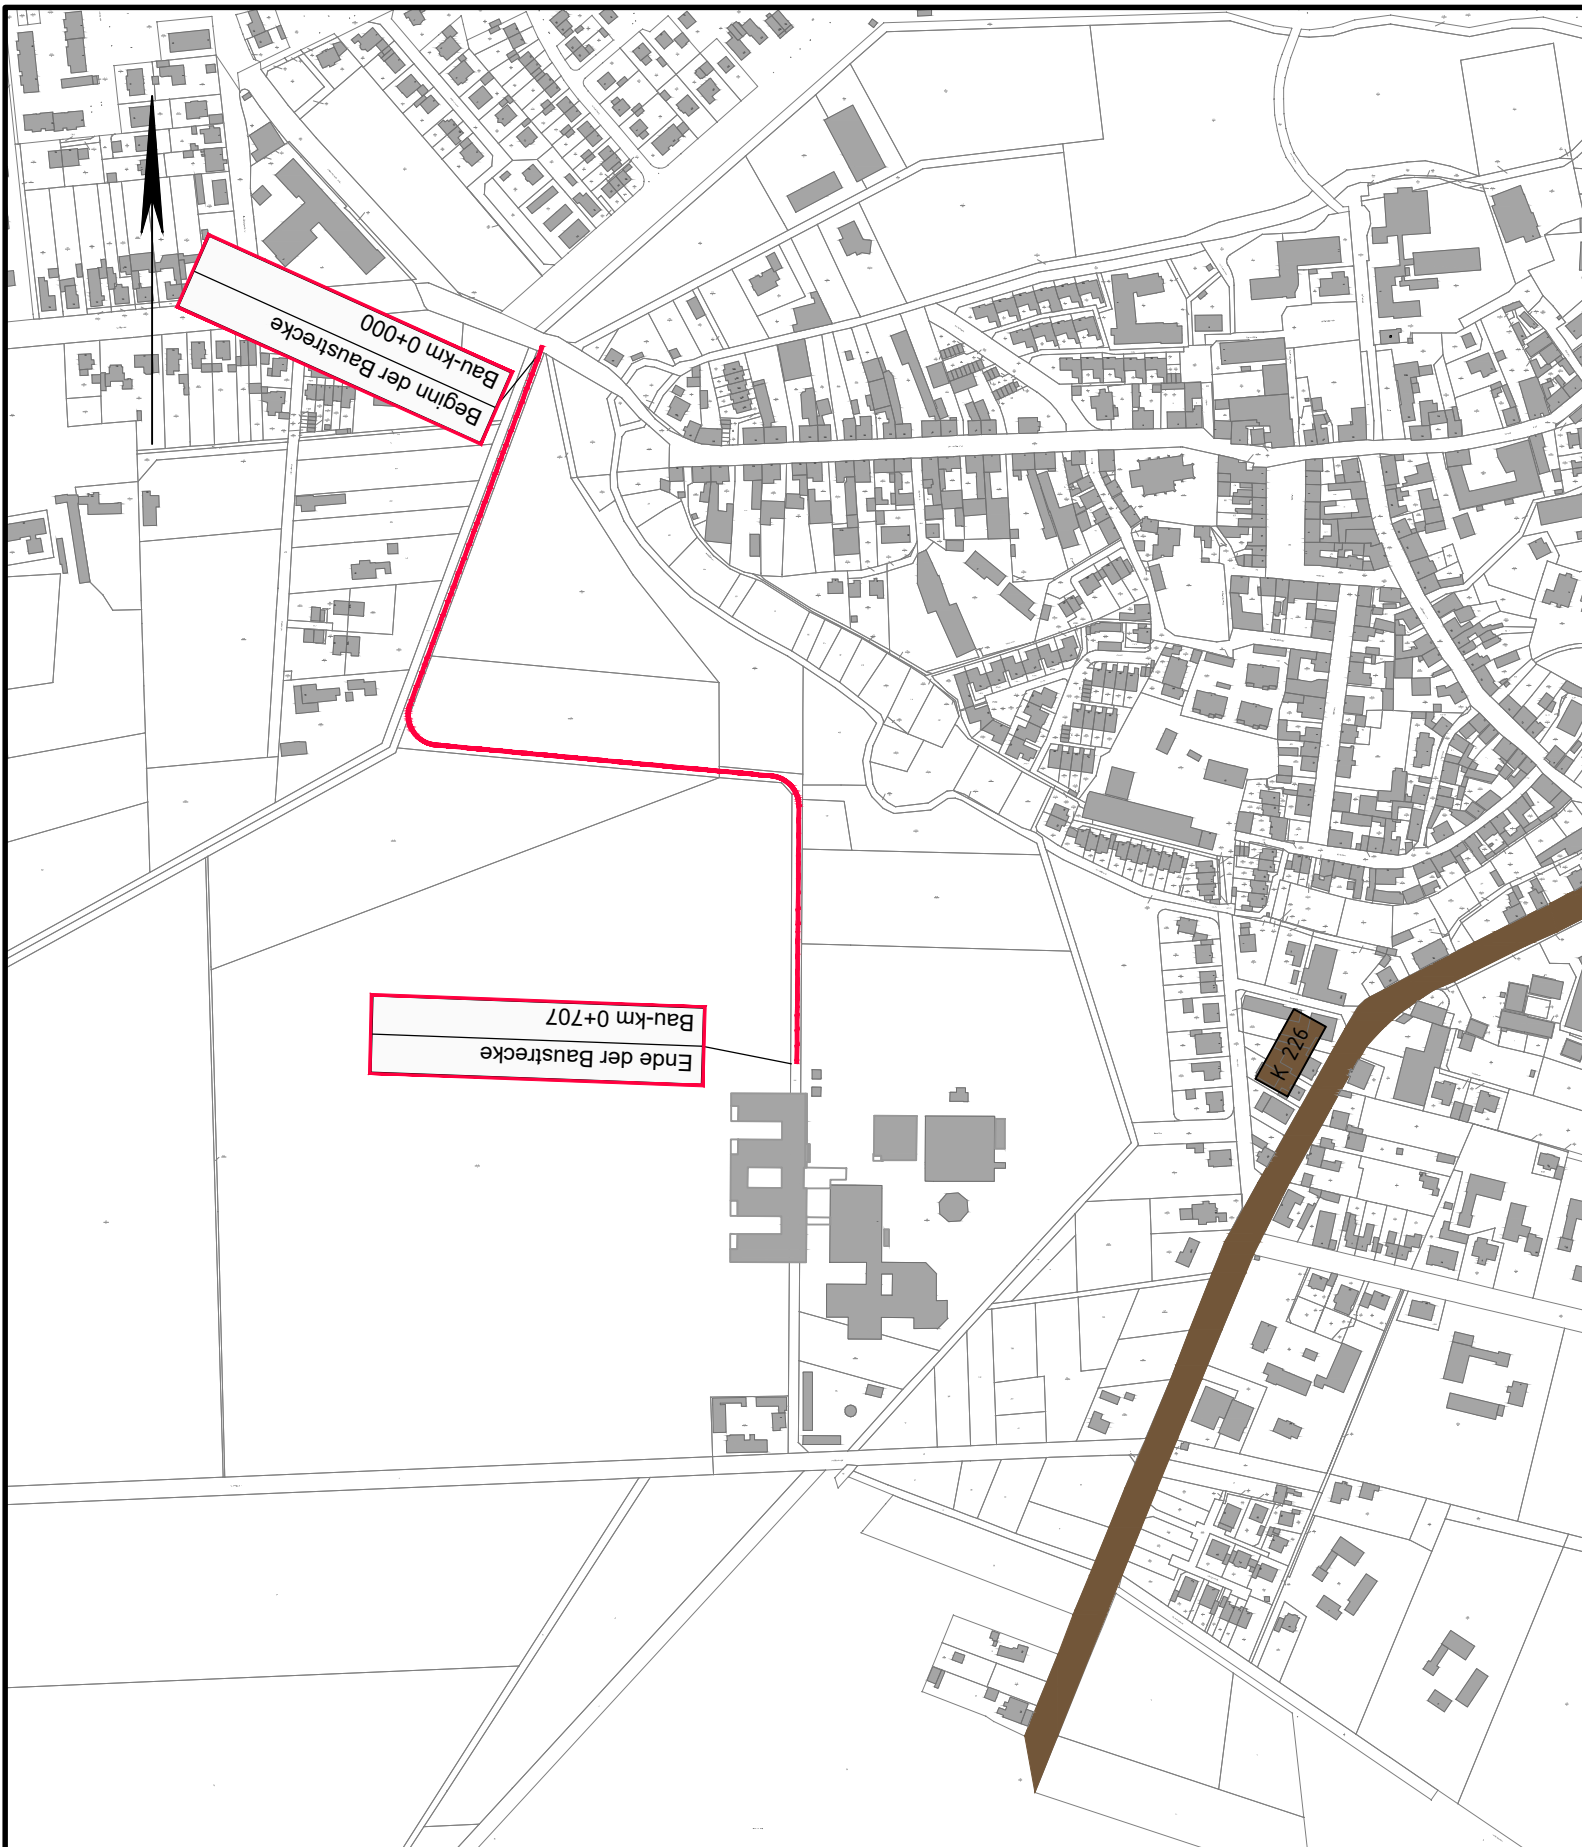 Beginn der Baustrecke
Bau-km 0+000
Ende der Baustrecke
Bau-km 0+707
K 226